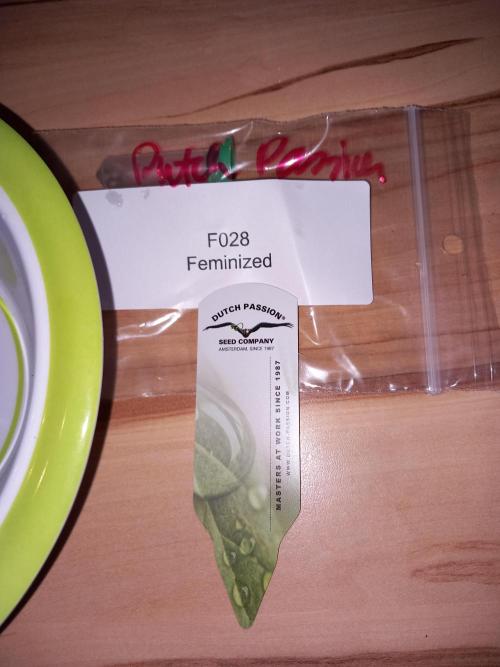 Dutch Passion
F028
Feminized
DUTCH PASSION®
SEED COMPANY
AMSTERDAM, SINCE 1987
MASTERS AT WORK SINCE 1987
WWW.DUTCH-PASSION.COM